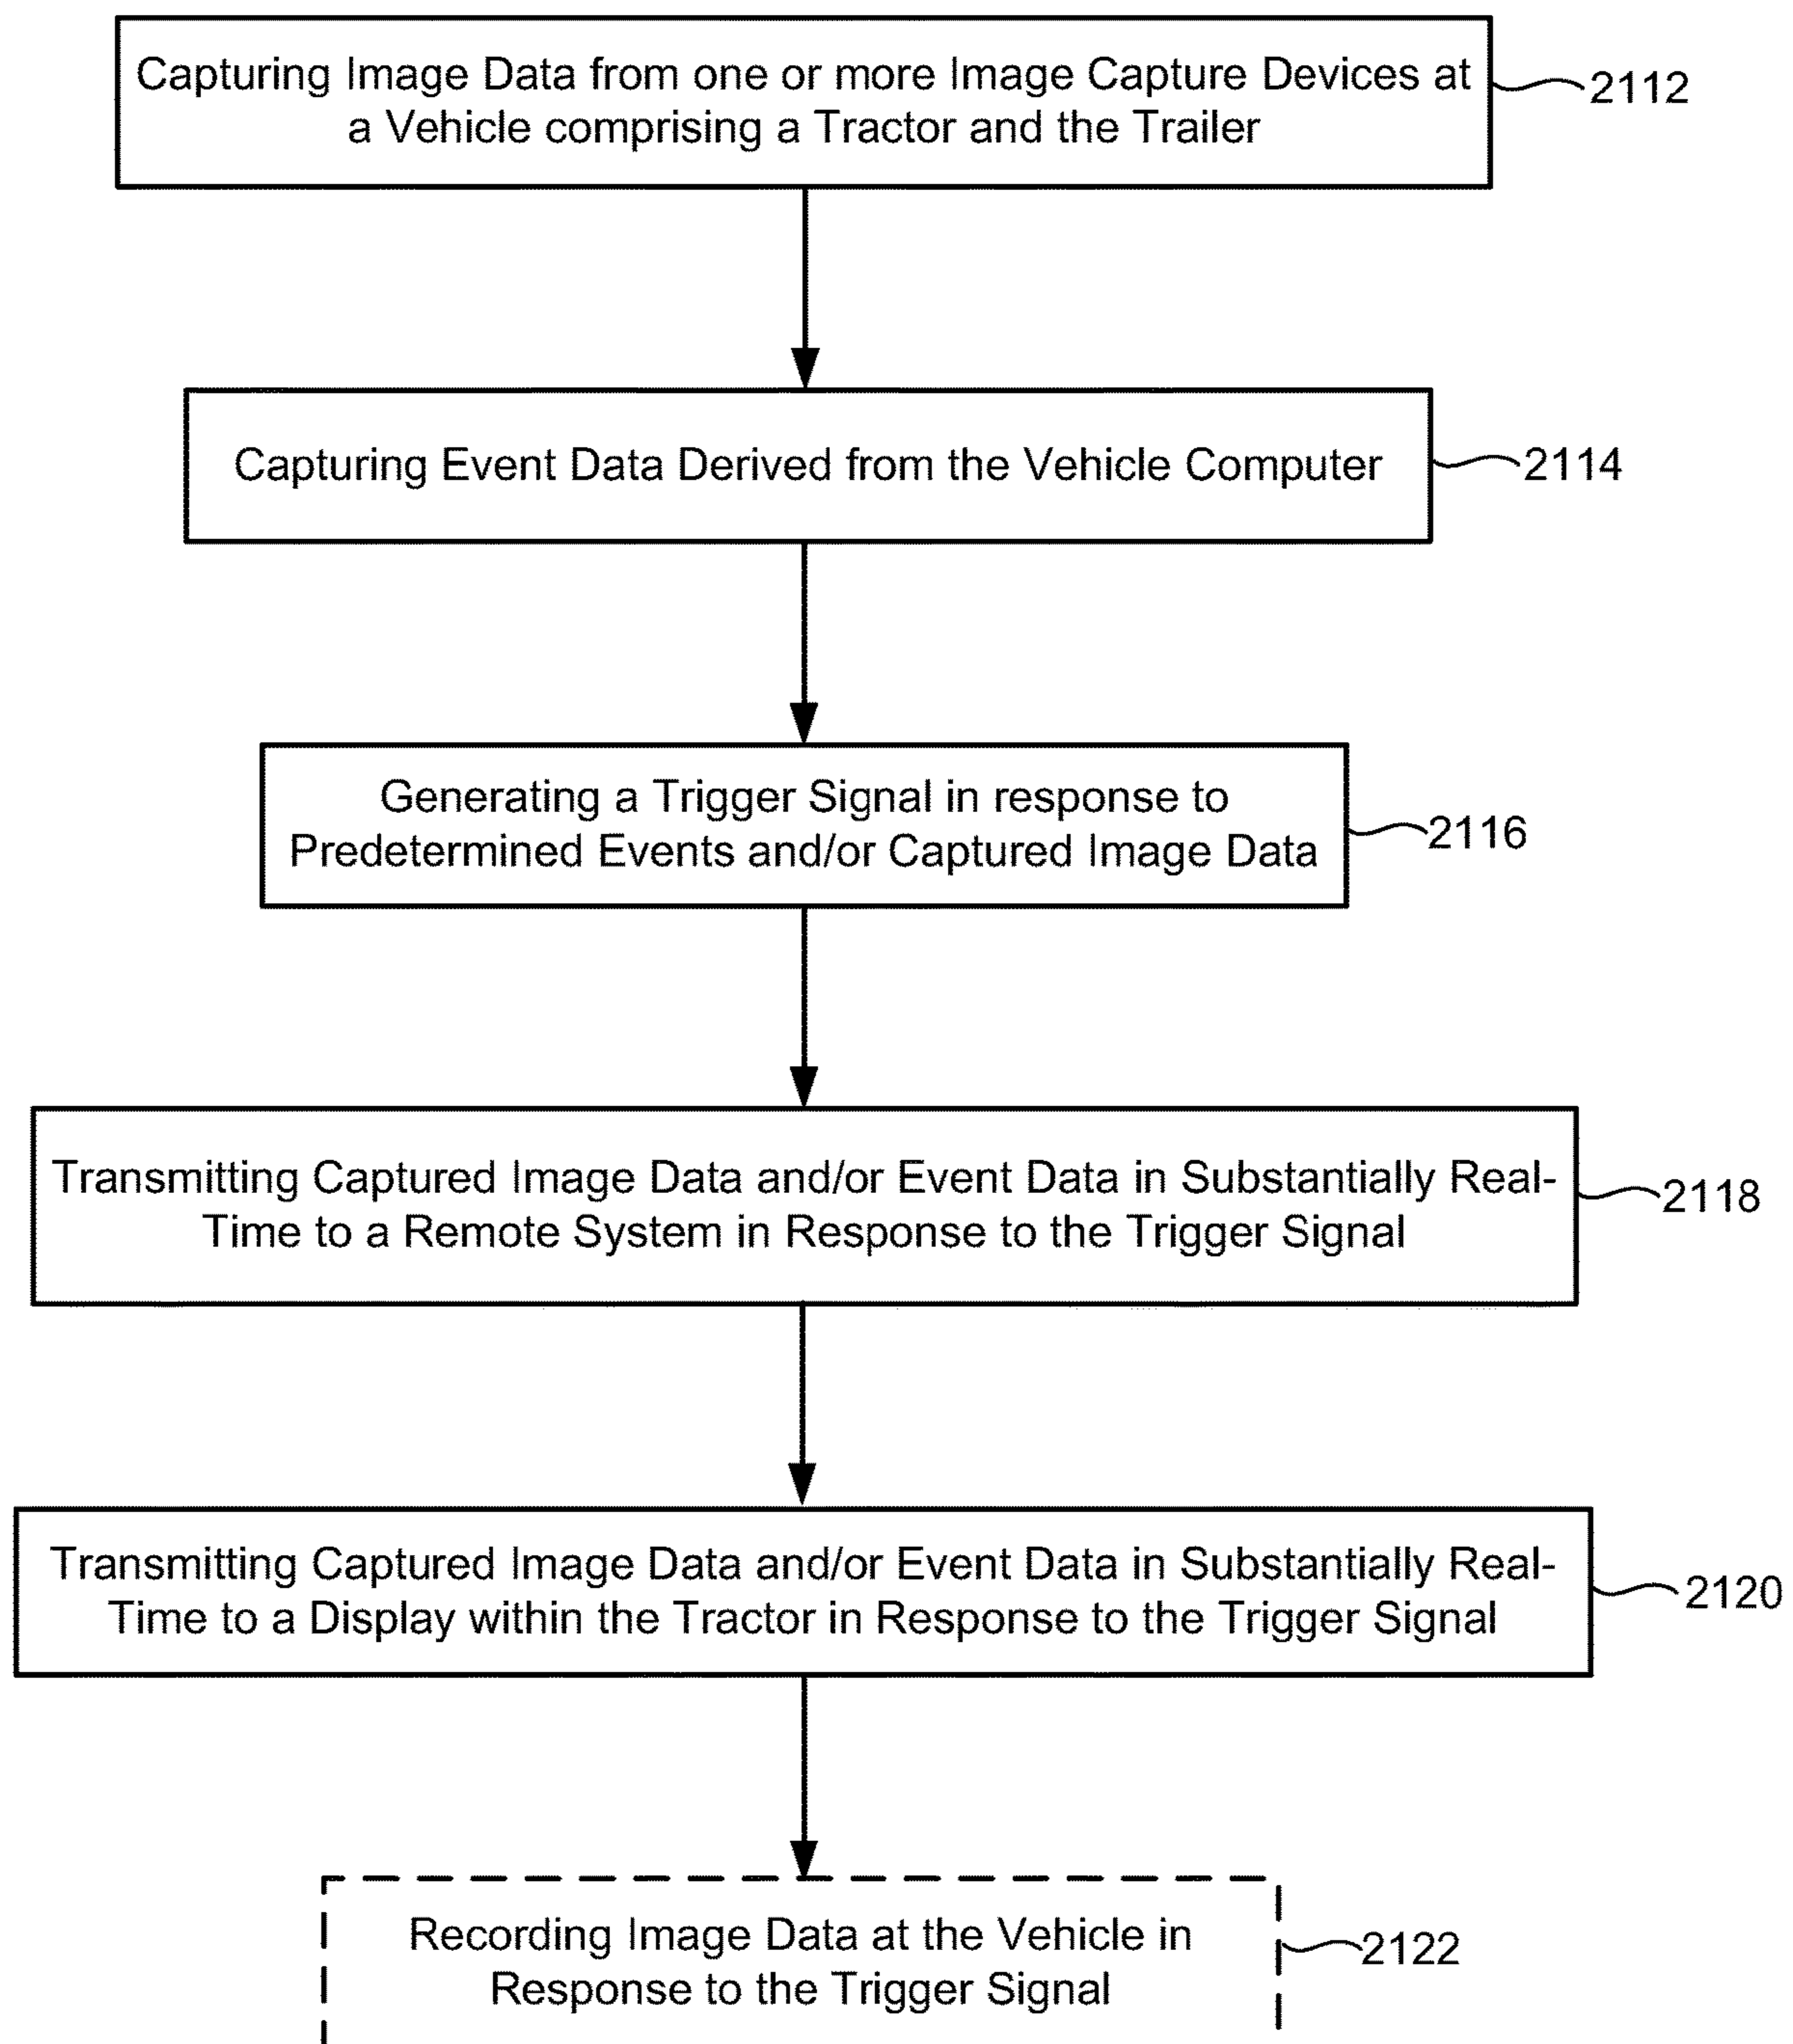 Capturing Image Data from one or more Image Capture Devices at
a Vehicle comprising a Tractor and the Trailer
2112
Capturing Event Data Derived from the Vehicle Computer
2114
Generating a Trigger Signal in response to
Predetermined Events and/or Captured Image Data
2116
Transmitting Captured Image Data and/or Event Data in Substantially Real-
Time to a Remote System in Response to the Trigger Signal
2118
Transmitting Captured Image Data and/or Event Data in Substantially Real-
Time to a Display within the Tractor in Response to the Trigger Signal
2120
Recording Image Data at the Vehicle in
Response to the Trigger Signal
2122